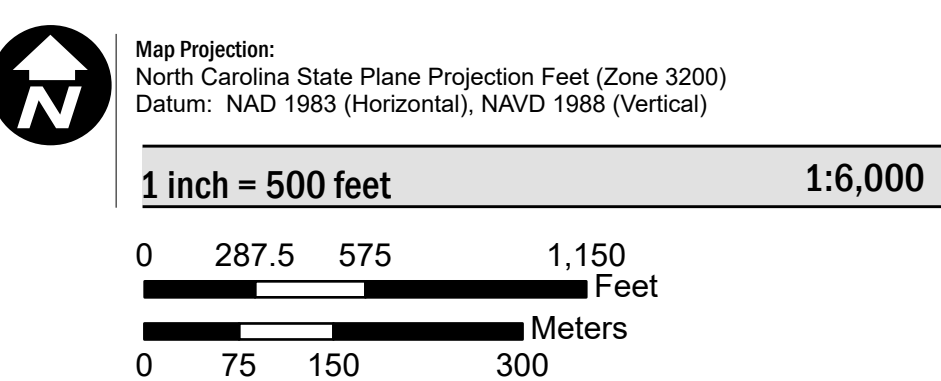 N
Map Projection:
North Carolina State Plane Projection Feet (Zone 3200)
Datum: NAD 1983 (Horizontal), NAVD 1988 (Vertical)
1 inch = 500 feet 1:6,000
0 287.5 575 1,150
Feet
Meters
0 75 150 300